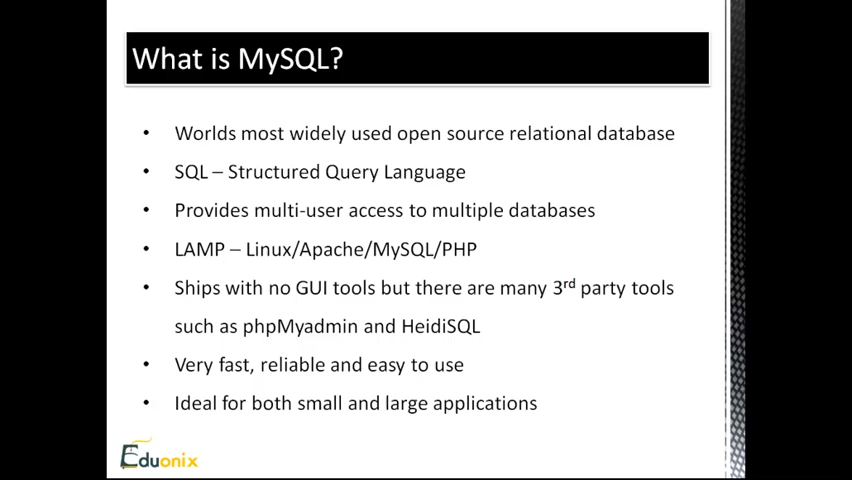 What is MySQL?
• Worlds most widely used open source relational database
• SQL – Structured Query Language
• Provides multi-user access to multiple databases
• LAMP – Linux/Apache/MySQL/PHP
• Ships with no GUI tools but there are many 3rd party tools
such as phpMyadmin and HeidiSQL
• Very fast, reliable and easy to use
• Ideal for both small and large applications
Eduonix